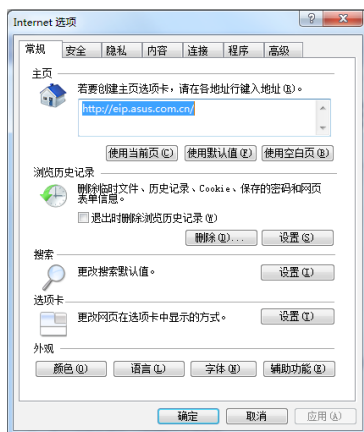 Internet 选项
常规 安全 隐私 内容 连接 程序 高级
主页
若要创建主页选项卡，请在各地址行键入地址(R)。
http://eip.asus.com.cn/
使用当前页(C) 使用默认值(F) 使用空白页(B)
浏览历史记录
删除临时文件、历史记录、Cookie、保存的密码和网页
表单信息。
退出时删除浏览历史记录(W)
删除(D)... 设置(S)
搜索
更改搜索默认值。 设置(I)
选项卡
更改网页在选项卡中显示的方式。 设置(T)
外观
颜色(O) 语言(L) 字体(N) 辅助功能(E)
确定 取消 应用(A)